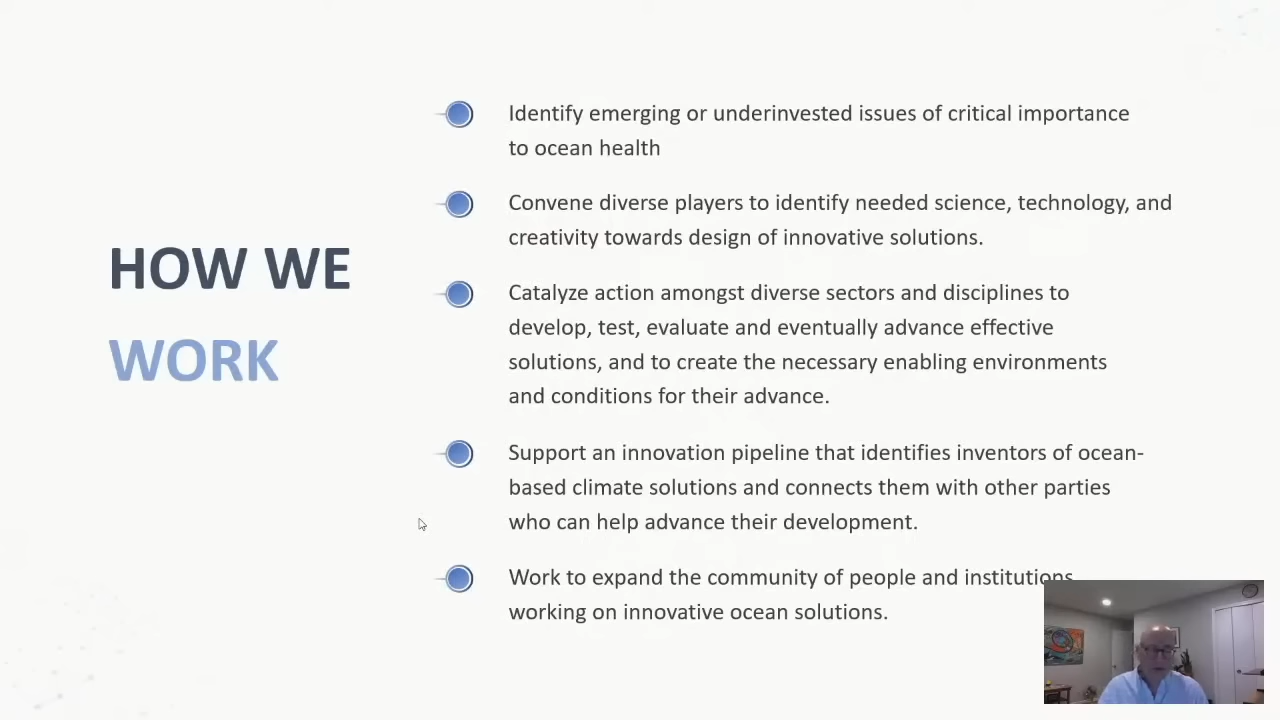 HOW WE
WORK
Identify emerging or underinvested issues of critical importance
to ocean health
Convene diverse players to identify needed science, technology, and
creativity towards design of innovative solutions.
Catalyze action amongst diverse sectors and disciplines to
develop, test, evaluate and eventually advance effective
solutions, and to create the necessary enabling environments
and conditions for their advance.
Support an innovation pipeline that identifies inventors of ocean-
based climate solutions and connects them with other parties
who can help advance their development.
Work to expand the community of people and institutions
working on innovative ocean solutions.